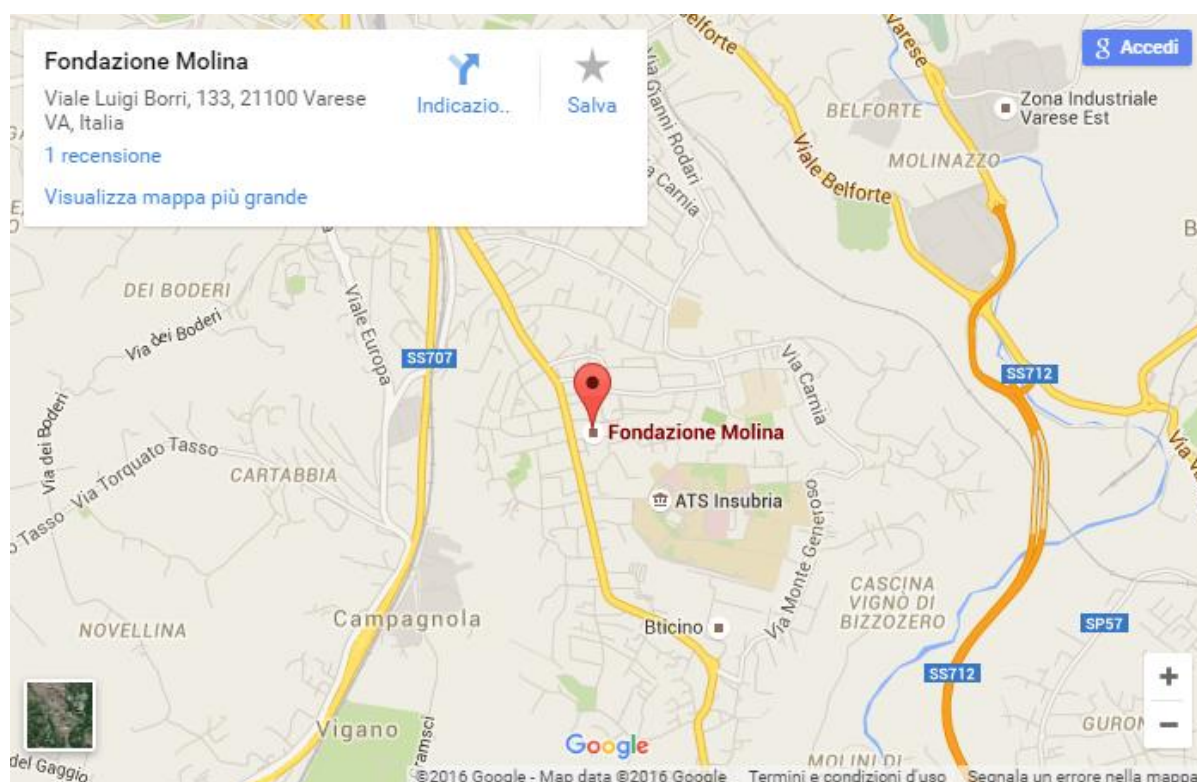 Fondazione Molina
Viale Luigi Borri, 133, 21100 Varese
VA, Italia
1 recensione
Visualizza mappa più grande
Indicazio..
Salva
Accedi
Belforte
Varese
Via Gianni Rodari
Via Carnia
BELFORTE
Zona Industriale
Varese Est
MOLINAZZO
Viale Belforte
DEI BODERI
Via dei Boderi
Viale Europa
SS707
SS712
Via Carnia
Fondazione Molina
Via dei Boderi
Via Torquato Tasso
Tasso
CARTABBIA
ATS Insubria
Via Monte Generoso
CASCINA
VIGNÒ DI
BIZZOZERO
Campagnola
NOVELLINA
Bticino
SP57
SS712
Vigano
Gramsci
del Gaggio
Google
MOLINI DI
©2016 Google - Map data ©2016 Google
Termini e condizioni d'uso
Segnala un errore nella mappa